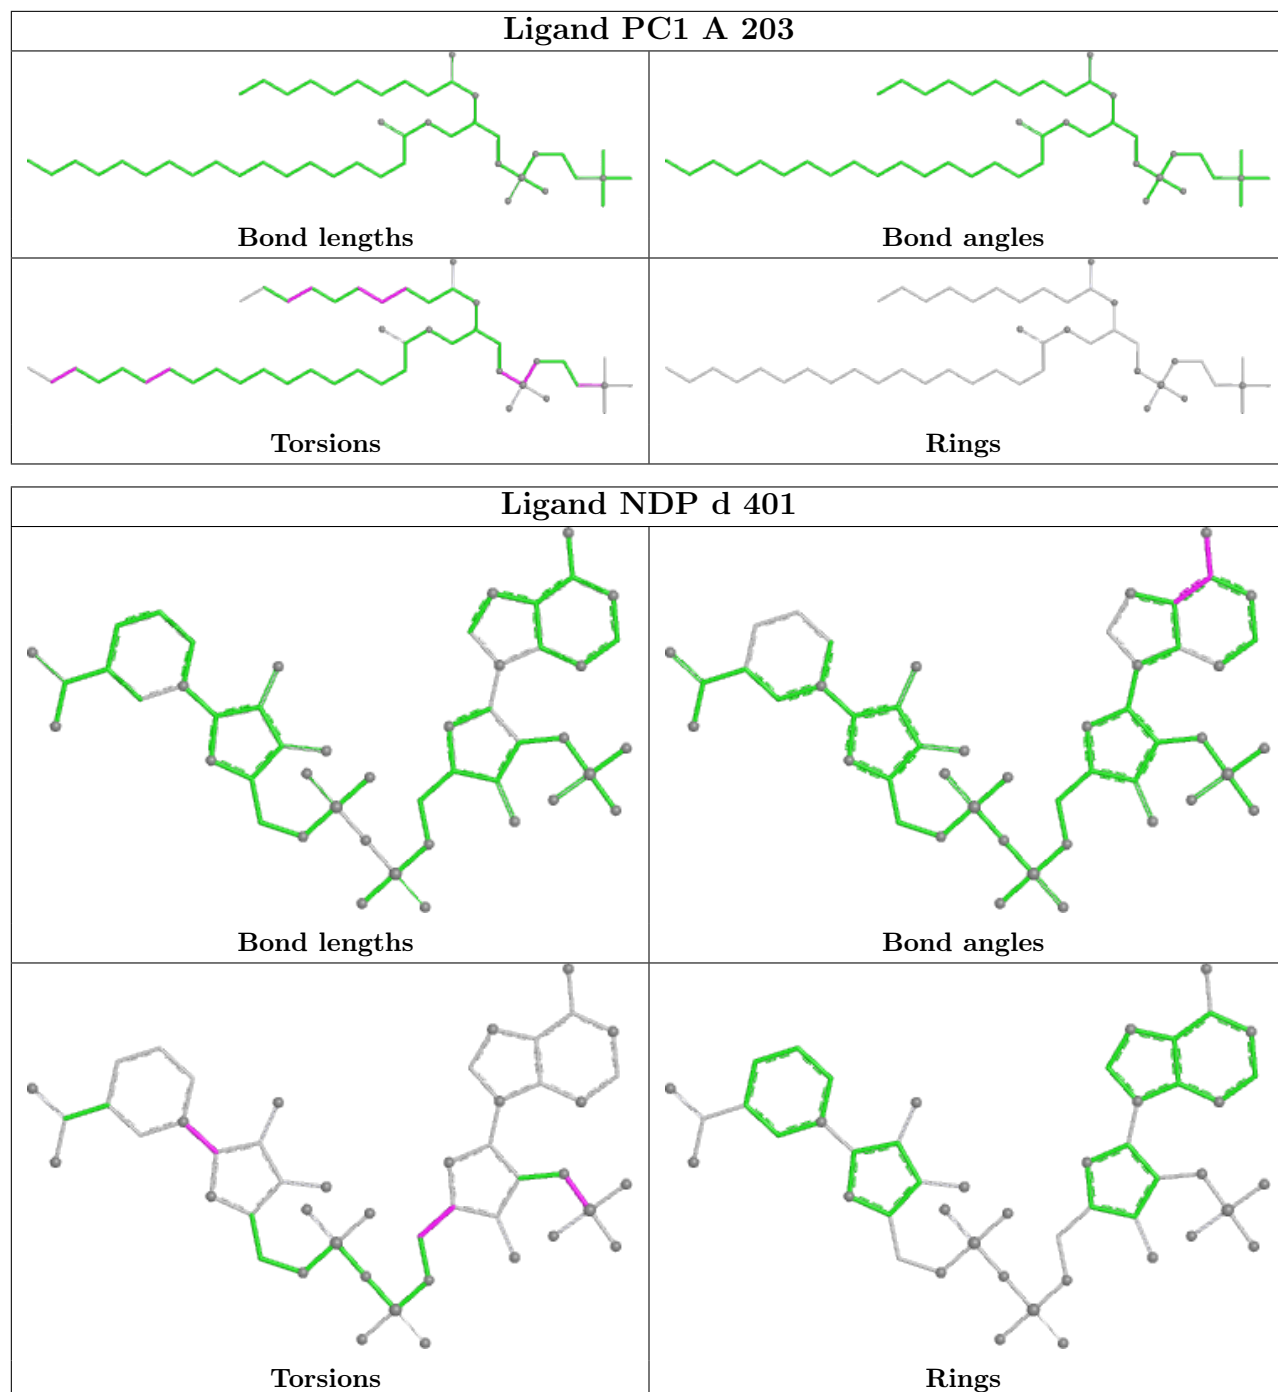 Ligand PC1 A 203
Bond lengths
Bond angles
Torsions
Rings
Ligand NDP d 401
Bond lengths
Bond angles
Torsions
Rings